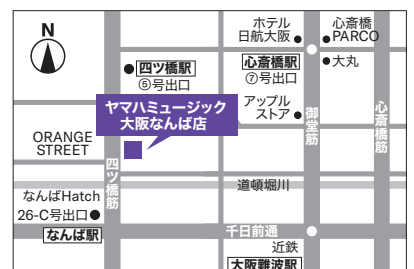 N
ホテル
日航大阪
心斎橋
PARCO
四ツ橋駅
⑤号出口
心斎橋駅
⑦号出口
大丸
ヤマハミュージック
大阪なんば店
アップル
ストア
御堂筋
心斎橋筋
ORANGE
STREET
四ツ橋筋
道頓堀川
なんばHatch
26-C号出口
なんば駅
千日前通
近鉄
大阪難波駅